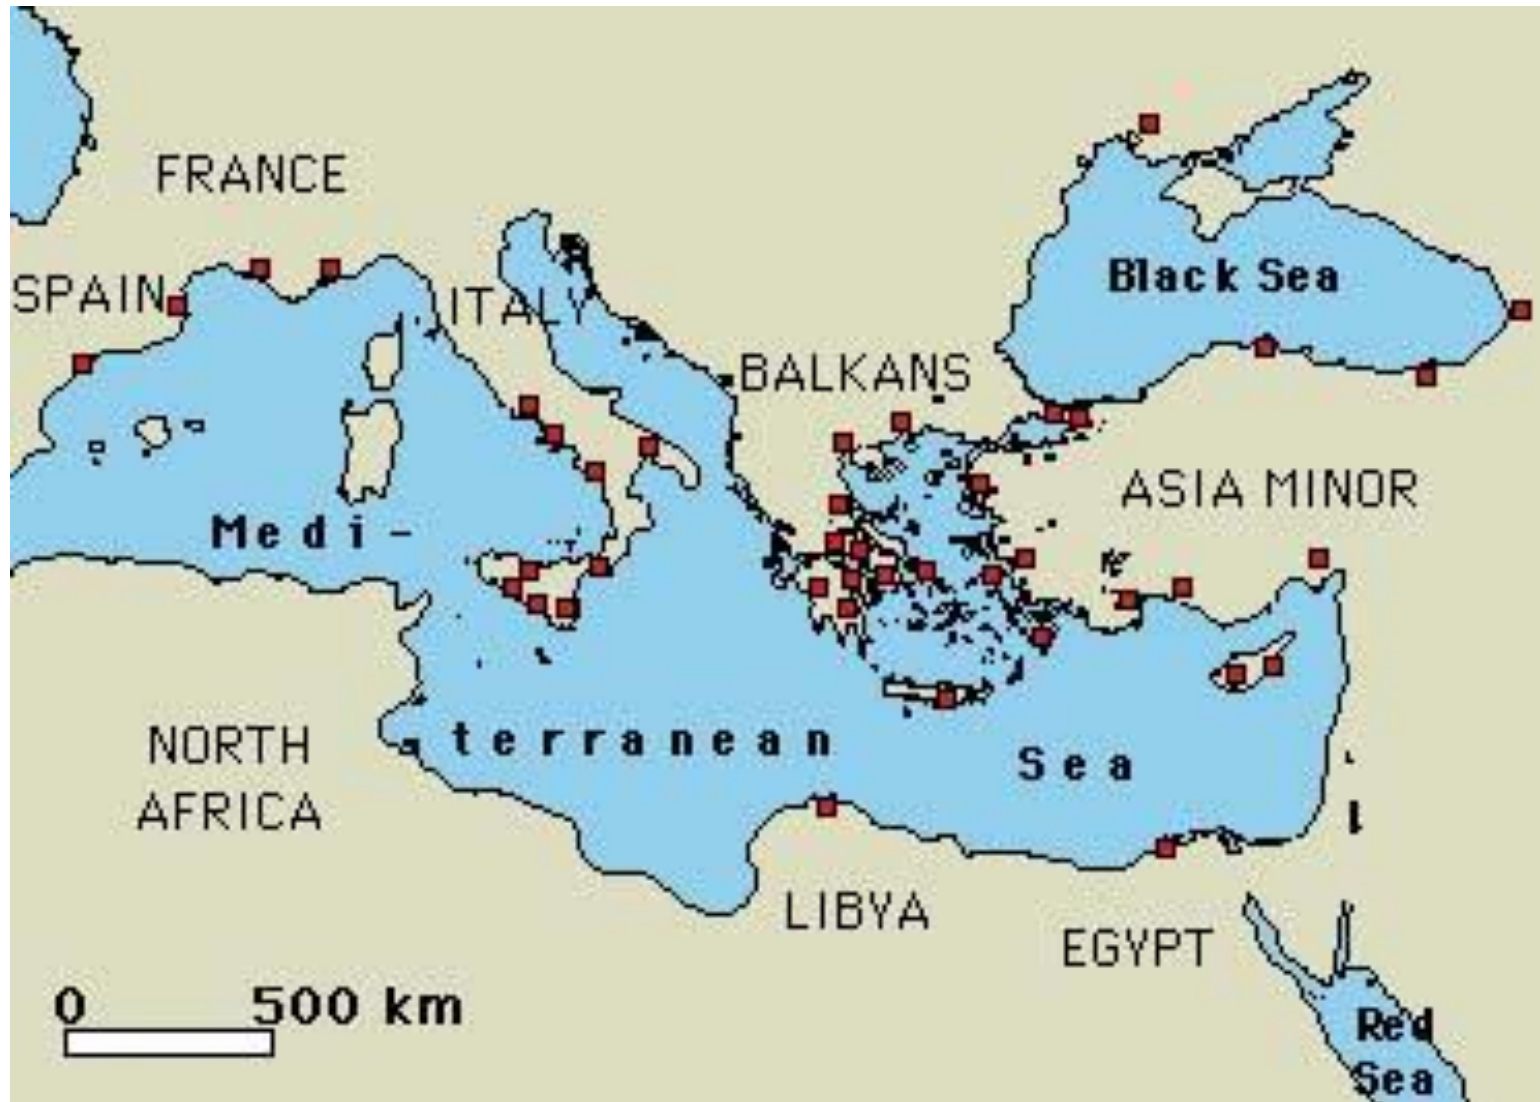 FRANCE
SPAIN
ITALY
Black Sea
BALKANS
ASIA MINOR
Medi-
terranean
Sea
NORTH
AFRICA
LIBYA
EGYPT
0 500 km
Red
Sea